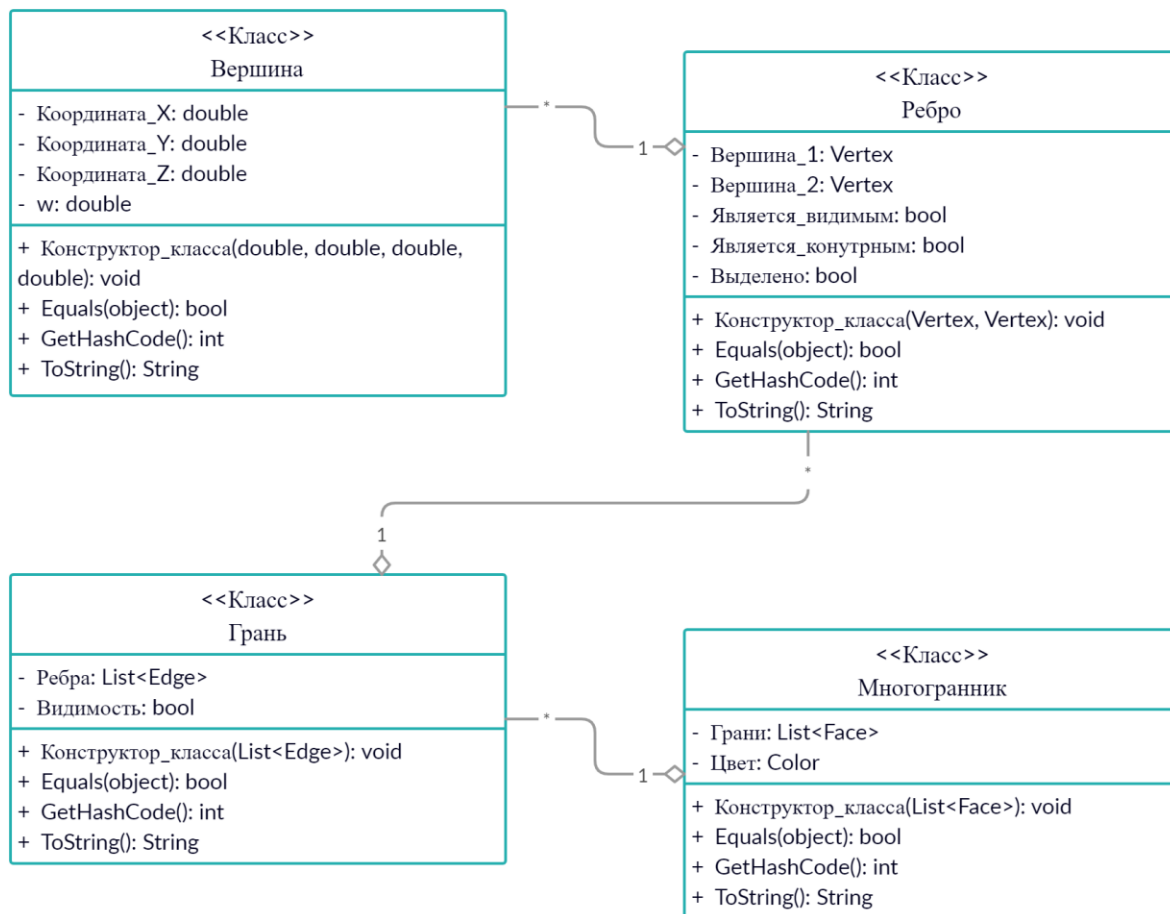 <<Класс>>
Вершина
- Координата_X: double
- Координата_Y: double
- Координата_Z: double
- w: double
+ Конструктор_класса(double, double, double,
double): void
+ Equals(object): bool
+ GetHashCode(): int
+ ToString(): String
*
1
<<Класс>>
Ребро
- Вершина_1: Vertex
- Вершина_2: Vertex
- Является_видимым: bool
- Является_конутрным: bool
- Выделено: bool
+ Конструктор_класса(Vertex, Vertex): void
+ Equals(object): bool
+ GetHashCode(): int
+ ToString(): String
*
1
<<Класс>>
Грань
- Ребра: List<Edge>
- Видимость: bool
+ Конструктор_класса(List<Edge>): void
+ Equals(object): bool
+ GetHashCode(): int
+ ToString(): String
*
1
<<Класс>>
Многогранник
- Грани: List<Face>
- Цвет: Color
+ Конструктор_класса(List<Face>): void
+ Equals(object): bool
+ GetHashCode(): int
+ ToString(): String